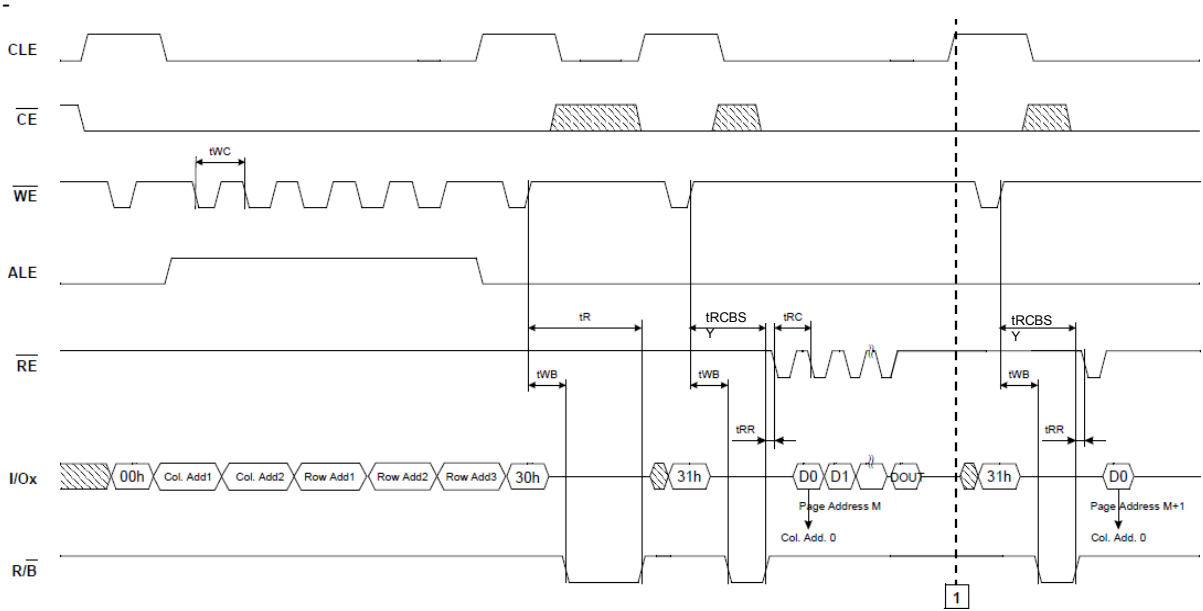 CLE
CE
tWC
WE
ALE
tR
tRCBS
Y
tRC
tRCBS
Y
RE
tWB
tWB
tWB
tRR
tRR
I/Ox
00h
Col. Add1
Col. Add2
Row Add1
Row Add2
Row Add3
30h
31h
D0
D1
DOUT
31h
D0
Page Address M
Page Address M+1
Col. Add. 0
Col. Add. 0
R/B
1